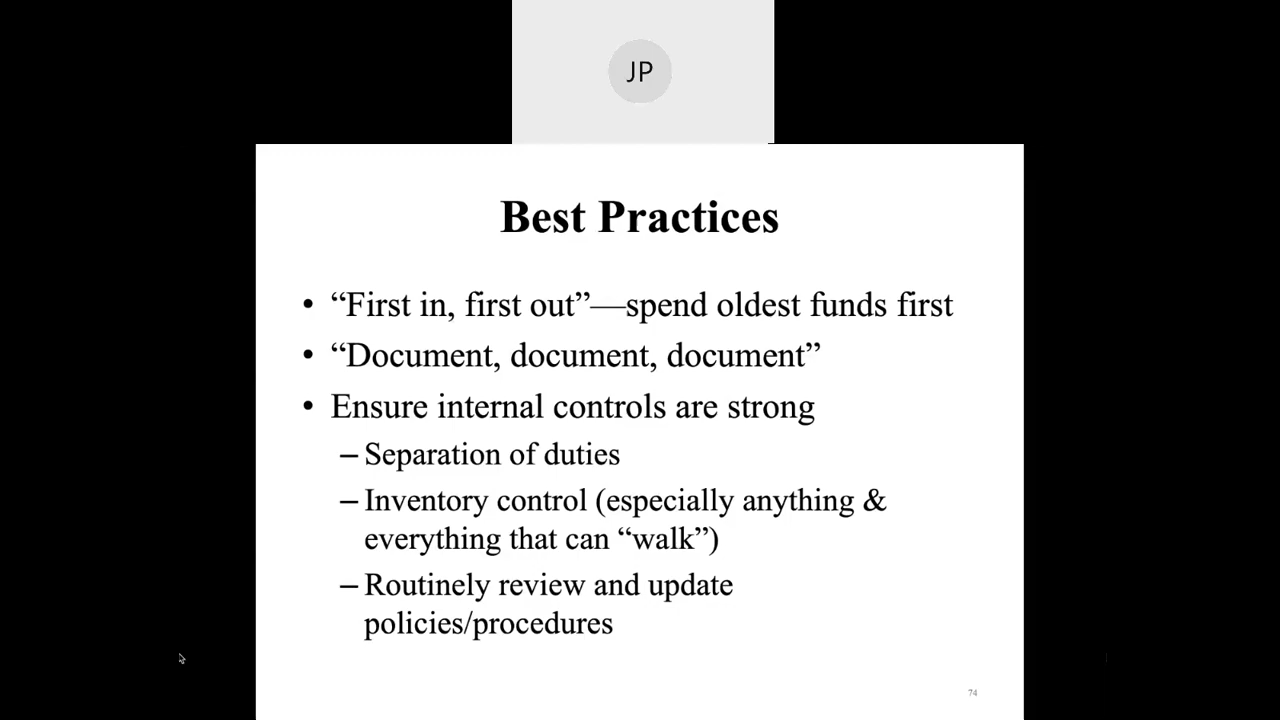 JP
Best Practices
• “First in, first out”—spend oldest funds first
• “Document, document, document”
• Ensure internal controls are strong
– Separation of duties
– Inventory control (especially anything &
everything that can “walk”)
– Routinely review and update
policies/procedures
74